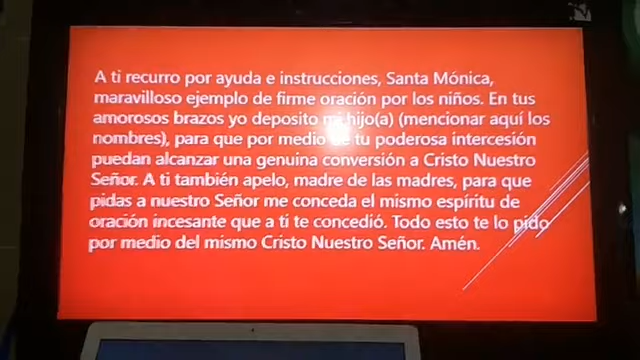 A ti recurro por ayuda e instrucciones, Santa Mónica,
maravilloso ejemplo de firme oración por los niños. En tus
amorosos brazos yo deposito mi hijo(a) (mencionar aquí los
nombres), para que por medio de tu poderosa intercesión
puedan alcanzar una genuina conversión a Cristo Nuestro
Señor. A ti también apelo, madre de las madres, para que
pidas a nuestro Señor me conceda el mismo espíritu de
oración incesante que a ti te concedió. Todo esto te lo pido
por medio del mismo Cristo Nuestro Señor. Amén.